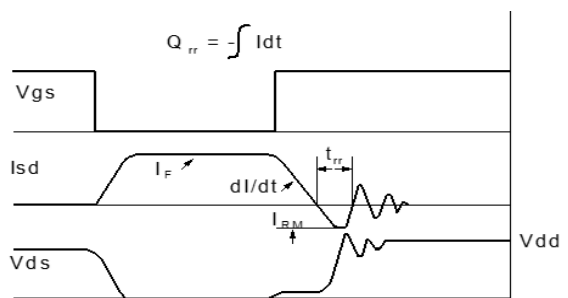 Q rr = -∫ Idt
Vgs
Isd
I F
dI/dt
t rr
I RM
Vds
Vdd